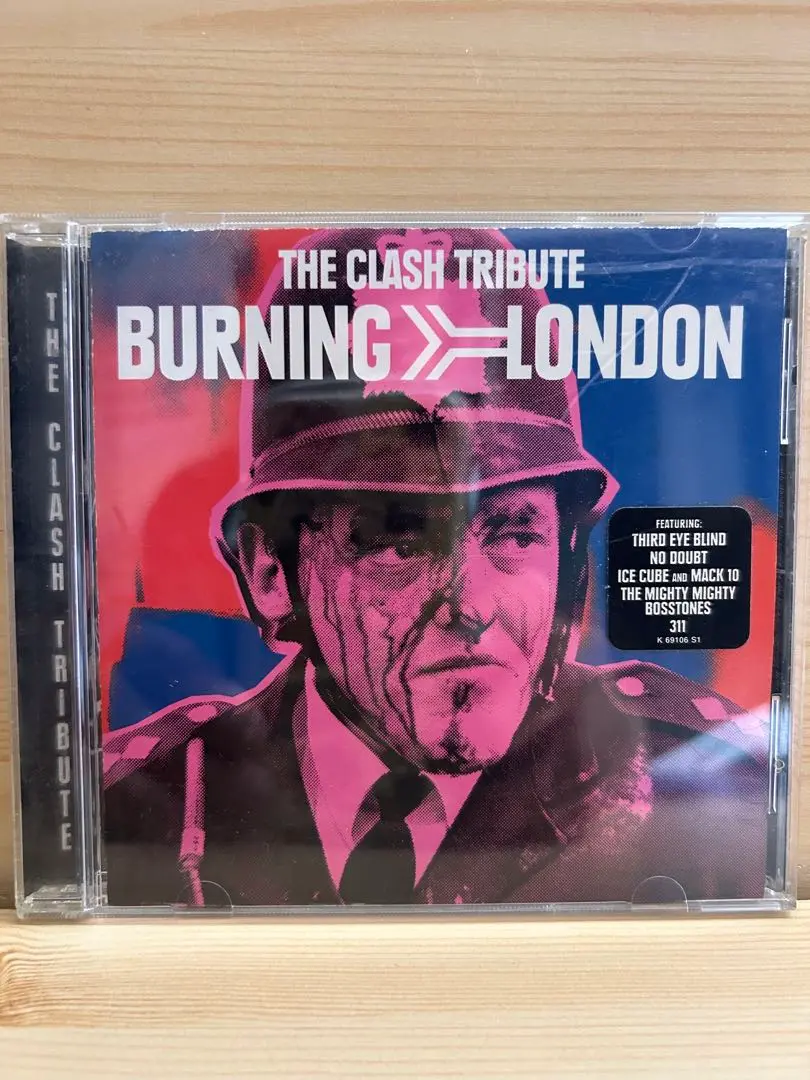 THE CLASH TRIBUTE
THE CLASH TRIBUTE
BURNING LONDON
FEATURING:
THIRD EYE BLIND
NO DOUBT
ICE CUBE AND MACK 10
THE MIGHTY MIGHTY
BOSSTONES
311
K 69106 S1